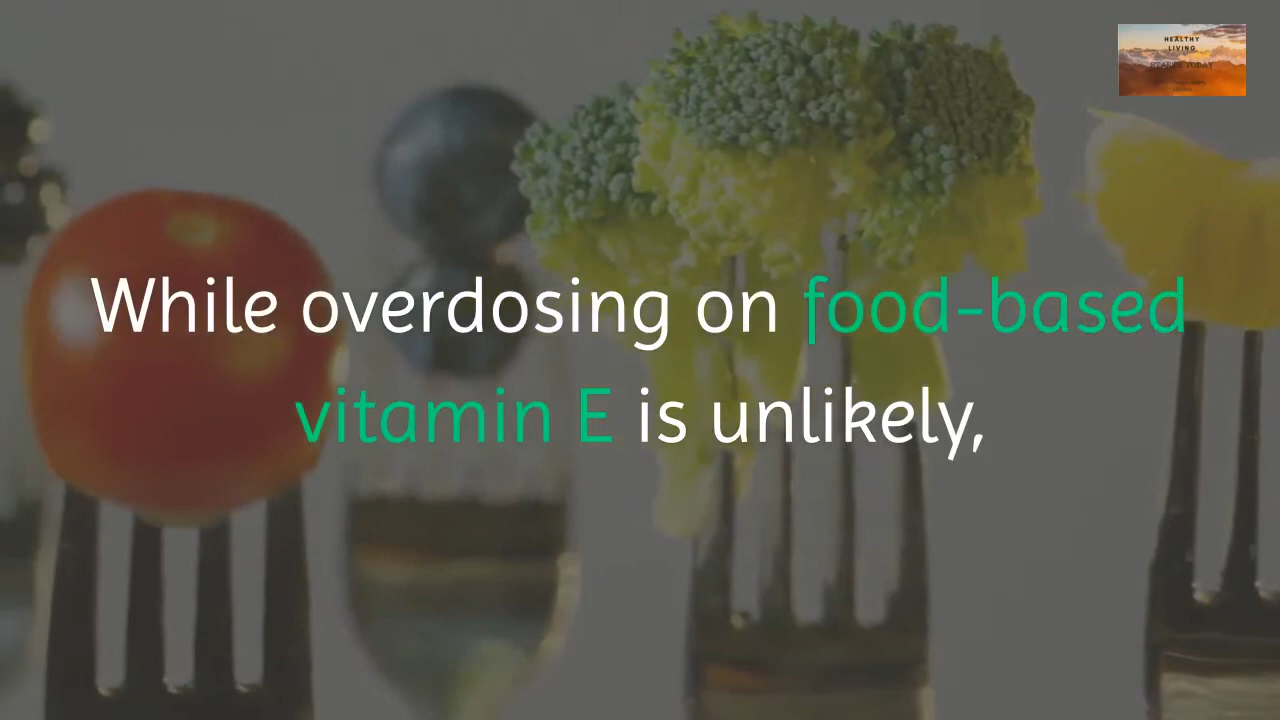 HEALTHY
LIVING
While overdosing on food-based
vitamin E is unlikely,